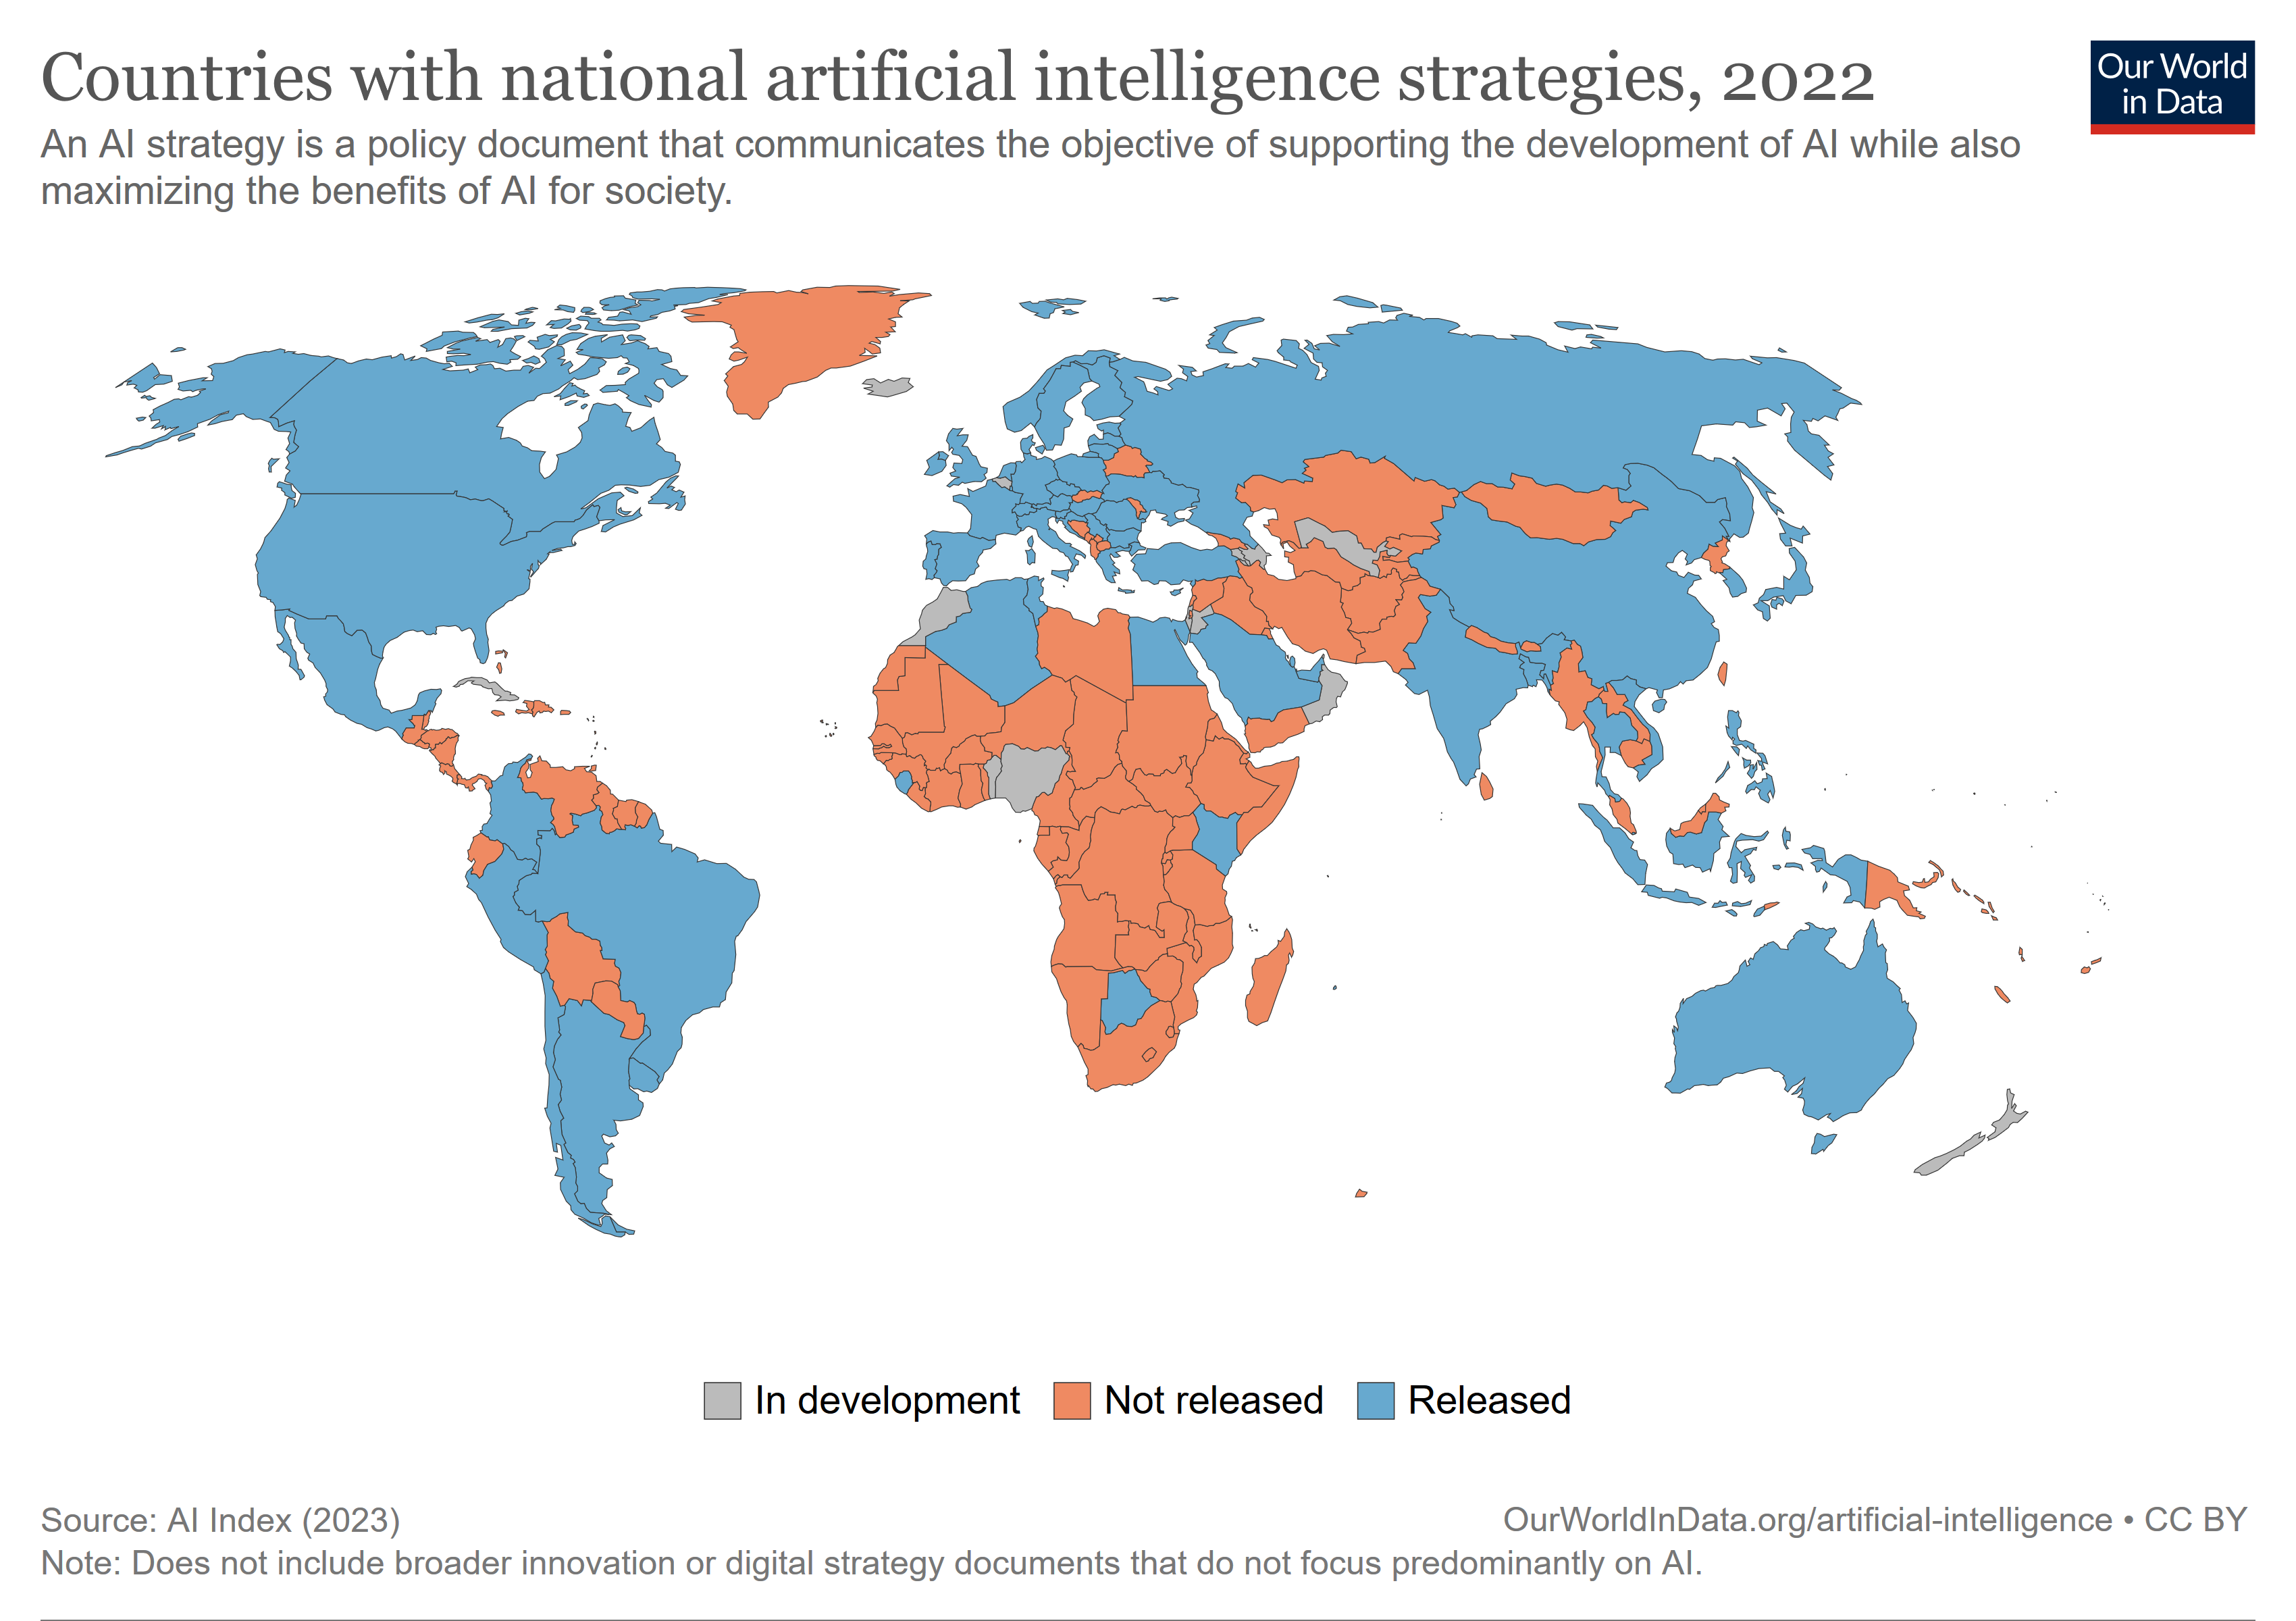 Countries with national artificial intelligence strategies, 2022
Our World
in Data
An AI strategy is a policy document that communicates the objective of supporting the development of AI while also
maximizing the benefits of AI for society.
In development
Not released
Released
Source: AI Index (2023)
OurWorldInData.org/artificial-intelligence • CC BY
Note: Does not include broader innovation or digital strategy documents that do not focus predominantly on AI.